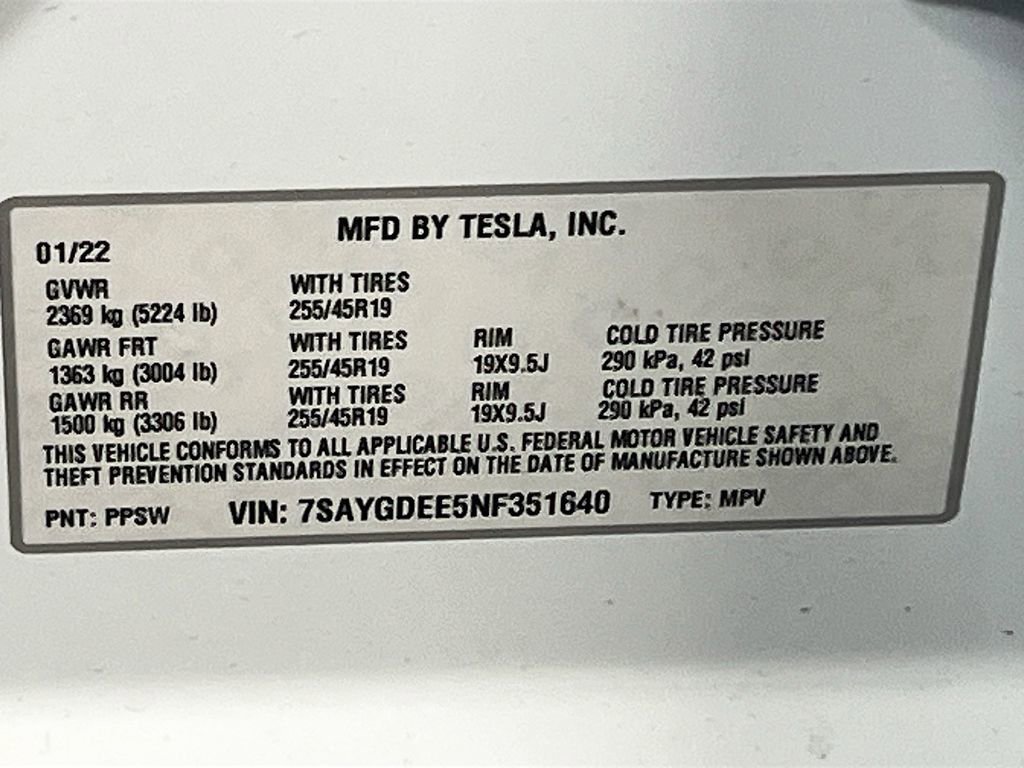 MFD BY TESLA, INC.
01/22
GVWR WITH TIRES
2369 kg (5224 lb) 255/45R19
GAWR FRT WITH TIRES RIM COLD TIRE PRESSURE
1363 kg (3004 lb) 255/45R19 19X9.5J 290 kPa, 42 psi
GAWR RR WITH TIRES RIM COLD TIRE PRESSURE
1500 kg (3306 lb) 255/45R19 19X9.5J 290 kPa, 42 psi
THIS VEHICLE CONFORMS TO ALL APPLICABLE U.S. FEDERAL MOTOR VEHICLE SAFETY AND
THEFT PREVENTION STANDARDS IN EFFECT ON THE DATE OF MANUFACTURE SHOWN ABOVE.
PNT: PPSW VIN: 7SAYGDEE5NF351640 TYPE: MPV